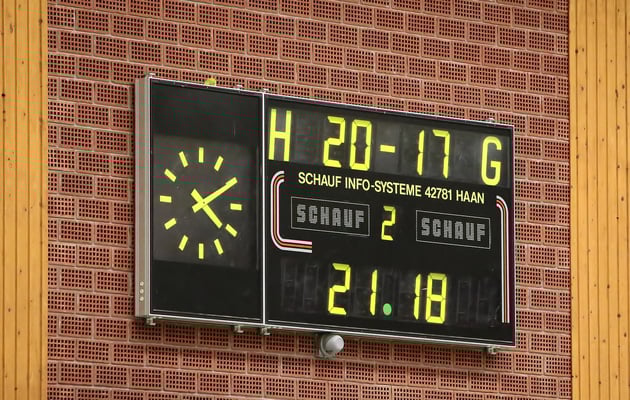 H 20-17 G
SCHAUF INFO-SYSTEME 42781 HAAN
SCHAUF 2 SCHAUF
21.18